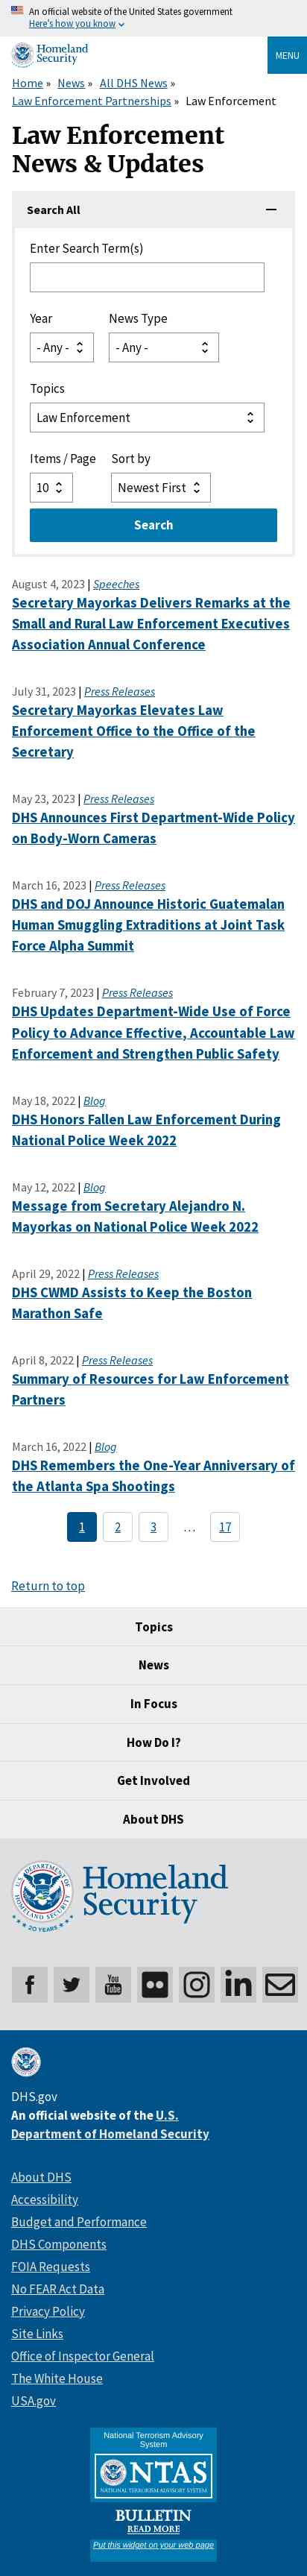 An official website of the United States government
Here's how you know
Homeland
Security
MENU
Home » News » All DHS News »
Law Enforcement Partnerships » Law Enforcement
Law Enforcement
News & Updates
Search All
Enter Search Term(s)
Year News Type
- Any - - Any -
Topics
Law Enforcement
Items / Page Sort by
10 Newest First
Search
August 4, 2023 | Speeches
Secretary Mayorkas Delivers Remarks at the
Small and Rural Law Enforcement Executives
Association Annual Conference
July 31, 2023 | Press Releases
Secretary Mayorkas Elevates Law
Enforcement Office to the Office of the
Secretary
May 23, 2023 | Press Releases
DHS Announces First Department-Wide Policy
on Body-Worn Cameras
March 16, 2023 | Press Releases
DHS and DOJ Announce Historic Guatemalan
Human Smuggling Extraditions at Joint Task
Force Alpha Summit
February 7, 2023 | Press Releases
DHS Updates Department-Wide Use of Force
Policy to Advance Effective, Accountable Law
Enforcement and Strengthen Public Safety
May 18, 2022 | Blog
DHS Honors Fallen Law Enforcement During
National Police Week 2022
May 12, 2022 | Blog
Message from Secretary Alejandro N.
Mayorkas on National Police Week 2022
April 29, 2022 | Press Releases
DHS CWMD Assists to Keep the Boston
Marathon Safe
April 8, 2022 | Press Releases
Summary of Resources for Law Enforcement
Partners
March 16, 2022 | Blog
DHS Remembers the One-Year Anniversary of
the Atlanta Spa Shootings
1 2 3 ... 17
Return to top
Topics
News
In Focus
How Do I?
Get Involved
About DHS
Homeland
Security
20 YEARS
You Tube
DHS.gov
An official website of the U.S.
Department of Homeland Security
About DHS
Accessibility
Budget and Performance
DHS Components
FOIA Requests
No FEAR Act Data
Privacy Policy
Site Links
Office of Inspector General
The White House
USA.gov
National Terrorism Advisory
System
NTAS
NATIONAL TERRORISM ADVISORY SYSTEM
BULLETIN
READ MORE
Put this widget on your web page